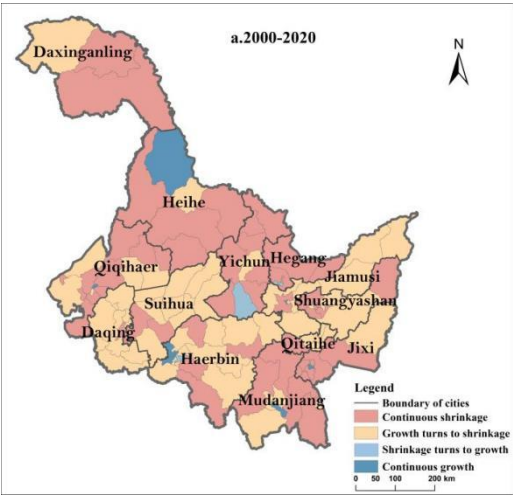 a.2000-2020
N
Daxinganling
Heihe
Yichun
Hegang
Qiqihaer
Jiamusi
Suihua
Shuangyashan
Daqing
Haerbin
Qitaihe
Jixi
Mudanjiang
Legend
Boundary of cities
Continuous shrinkage
Growth turns to shrinkage
Shrinkage turns to growth
Continuous growth
0 50 100 200 km